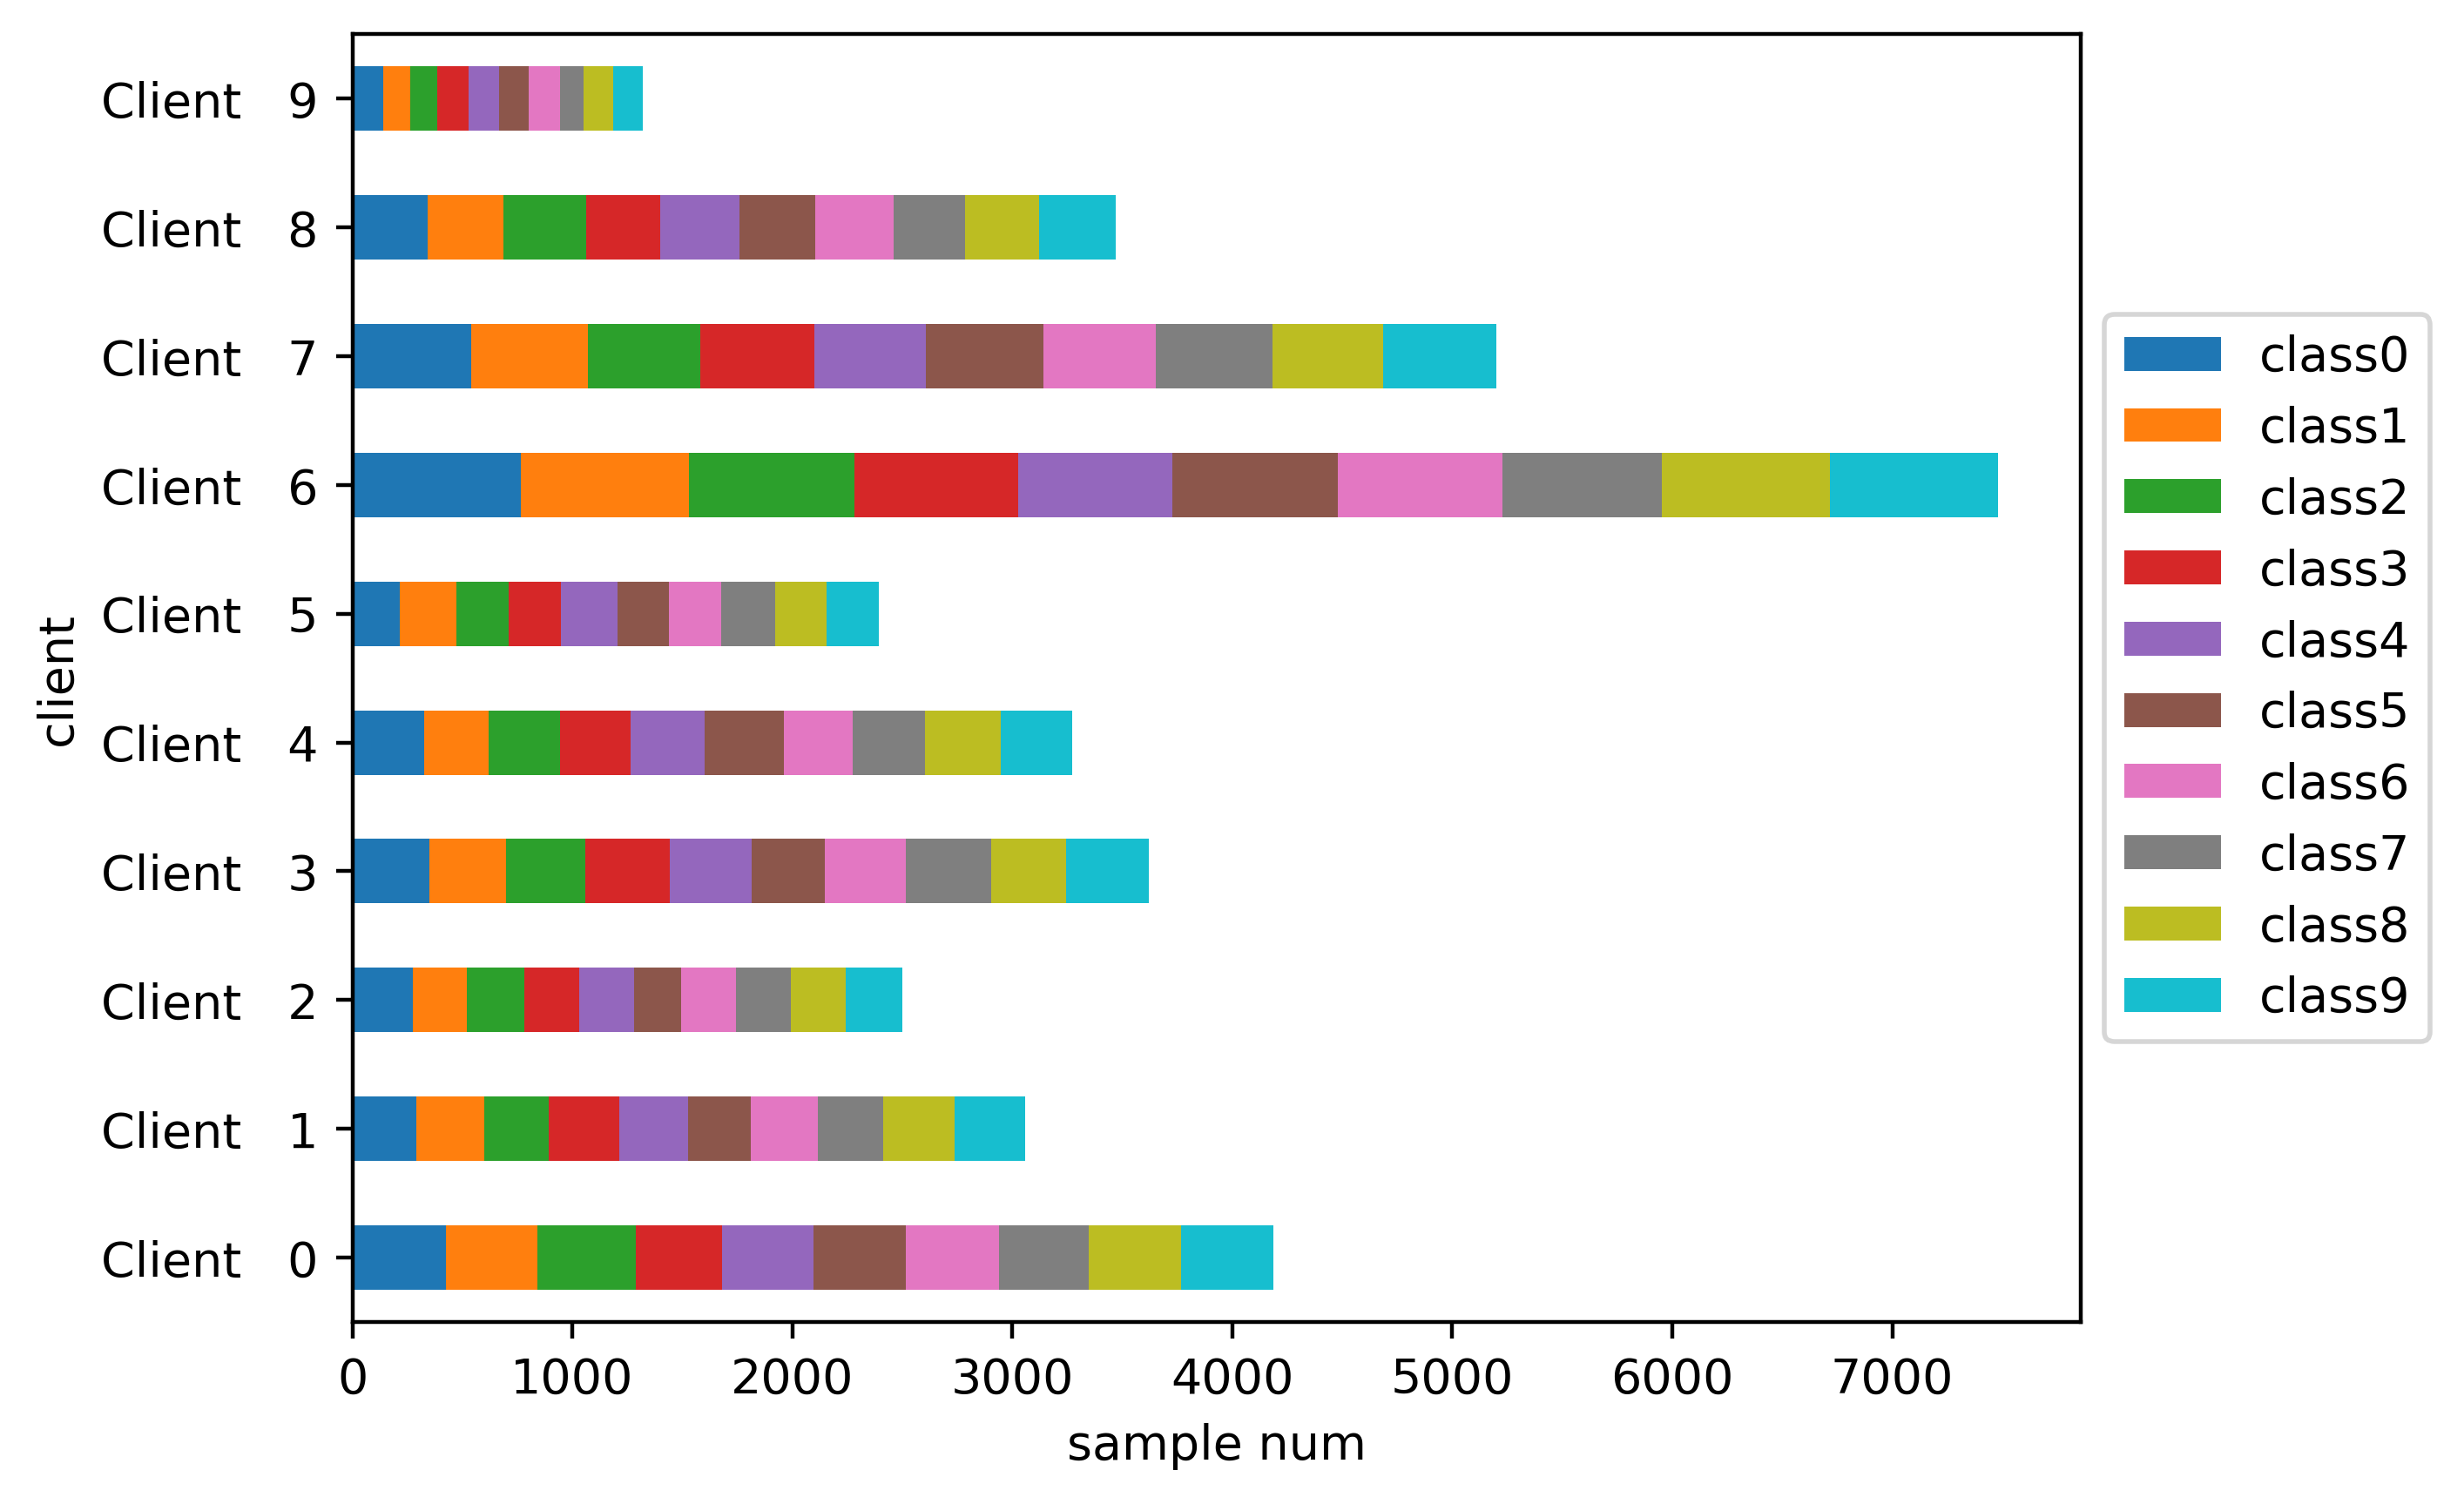 Client 9
Client 8
Client 7
Client 6
Client 5
Client 4
Client 3
Client 2
Client 1
Client 0
client
0 1000 2000 3000 4000 5000 6000 7000
sample num
class0
class1
class2
class3
class4
class5
class6
class7
class8
class9